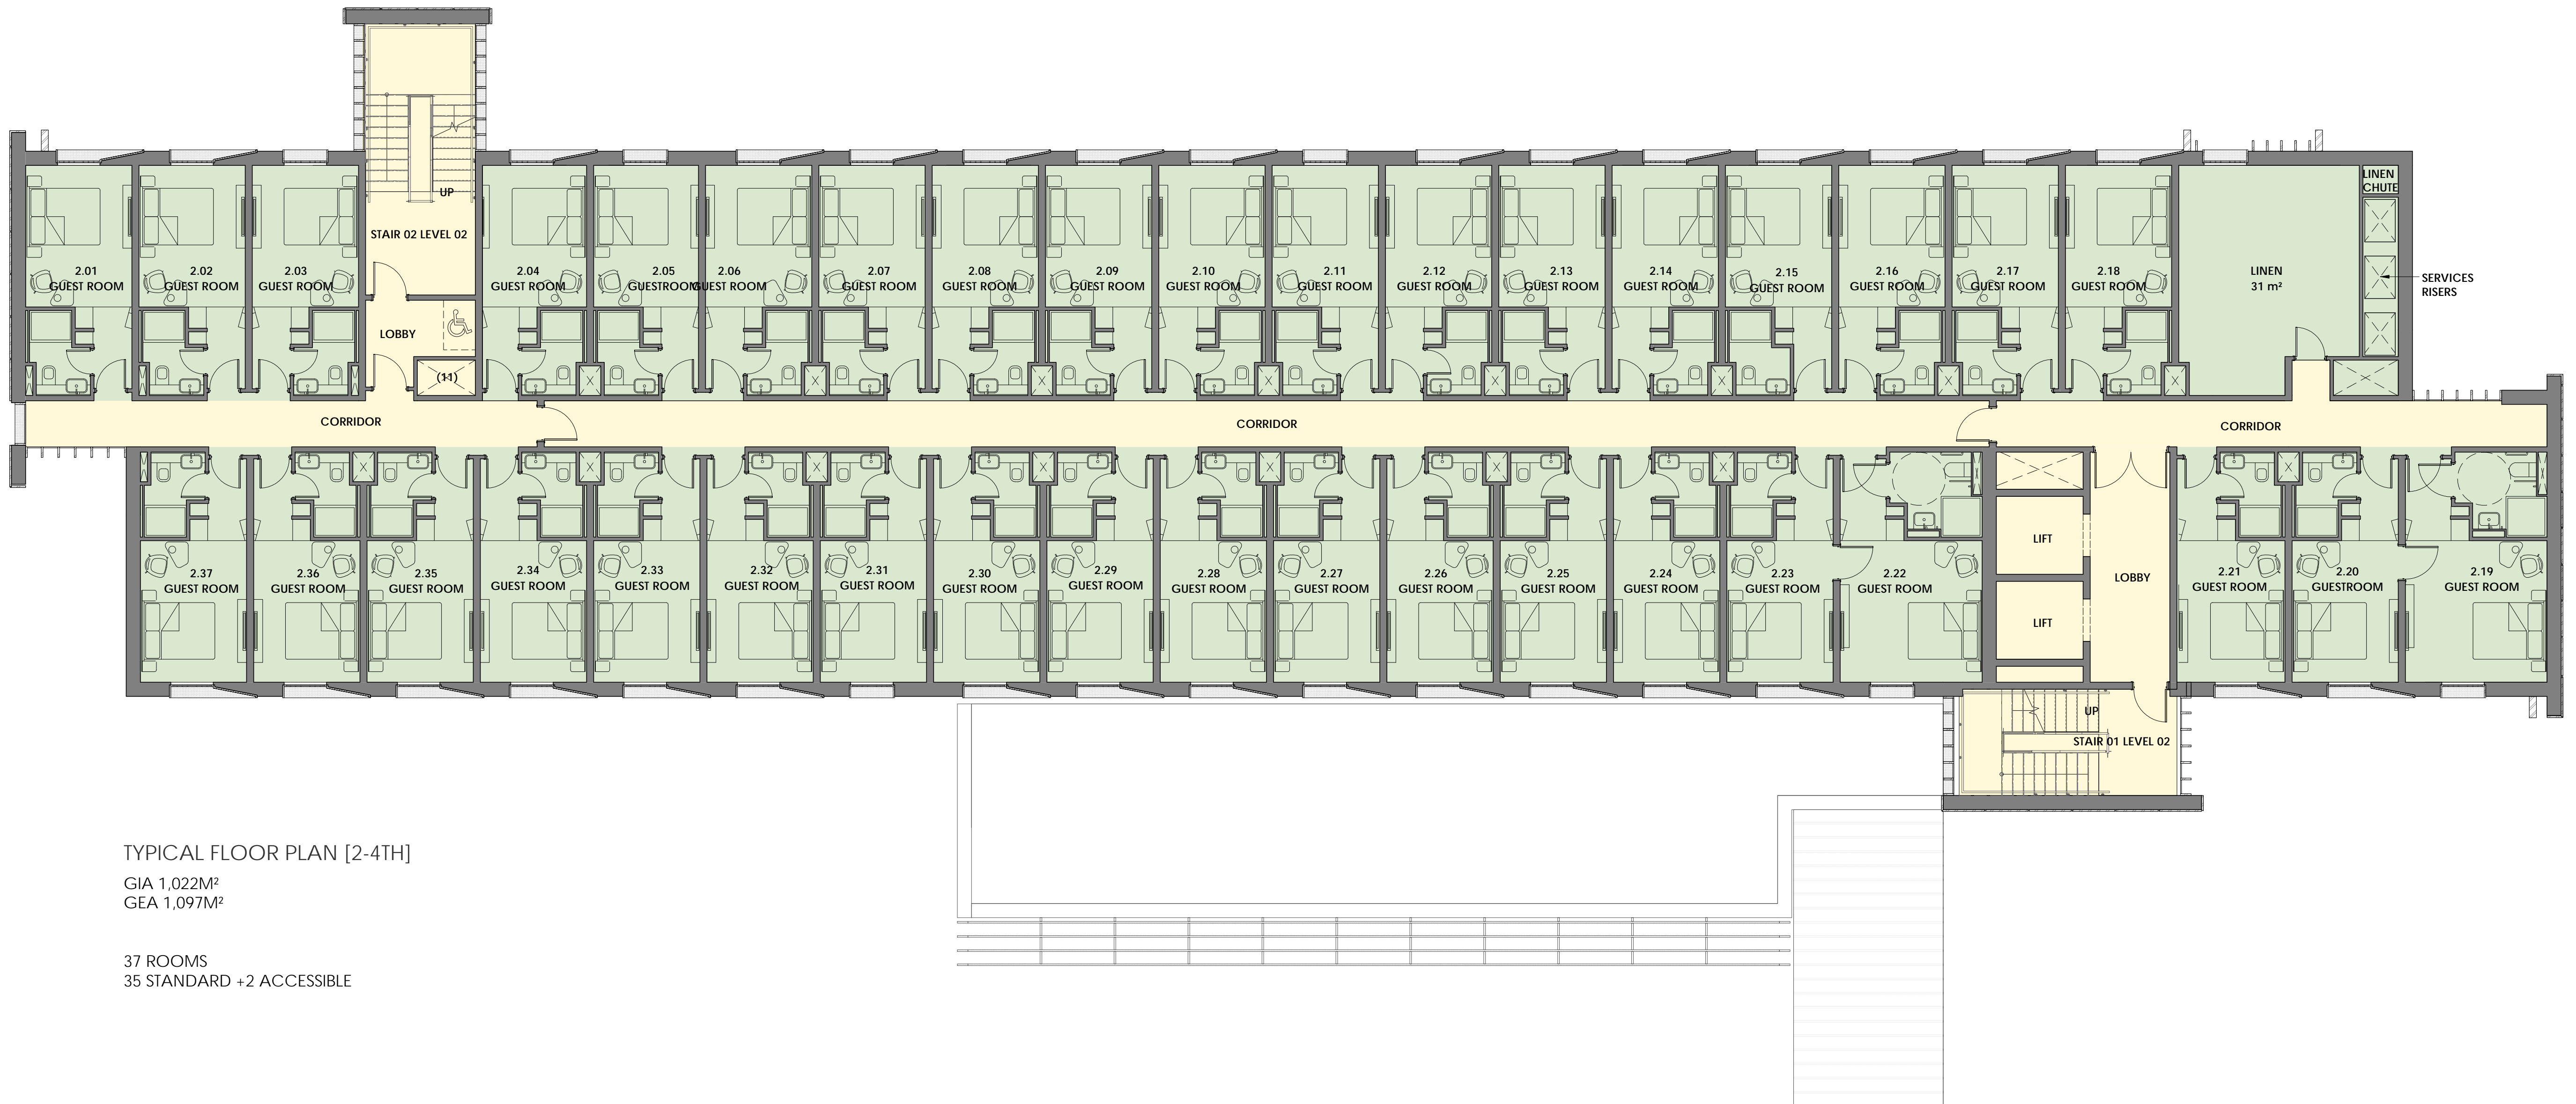 UP
STAIR 02 LEVEL 02
LINEN
CHUTE
2.01
GUEST ROOM
2.02
GUEST ROOM
2.03
GUEST ROOM
2.04
GUEST ROOM
2.05
GUESTROOM
2.06
GUEST ROOM
2.07
GUEST ROOM
2.08
GUEST ROOM
2.09
GUEST ROOM
2.10
GUEST ROOM
2.11
GUEST ROOM
2.12
GUEST ROOM
2.13
GUEST ROOM
2.14
GUEST ROOM
2.15
GUEST ROOM
2.16
GUEST ROOM
2.17
GUEST ROOM
2.18
GUEST ROOM
LINEN
31 m²
SERVICES
RISERS
LOBBY
(11)
CORRIDOR
CORRIDOR
CORRIDOR
2.37
GUEST ROOM
2.36
GUEST ROOM
2.35
GUEST ROOM
2.34
GUEST ROOM
2.33
GUEST ROOM
2.32
GUEST ROOM
2.31
GUEST ROOM
2.30
GUEST ROOM
2.29
GUEST ROOM
2.28
GUEST ROOM
2.27
GUEST ROOM
2.26
GUEST ROOM
2.25
GUEST ROOM
2.24
GUEST ROOM
2.23
GUEST ROOM
2.22
GUEST ROOM
LIFT
LIFT
LOBBY
2.21
GUEST ROOM
2.20
GUESTROOM
2.19
GUEST ROOM
UP
STAIR 01 LEVEL 02
TYPICAL FLOOR PLAN [2-4TH]
GIA 1,022M²
GEA 1,097M²
37 ROOMS
35 STANDARD +2 ACCESSIBLE